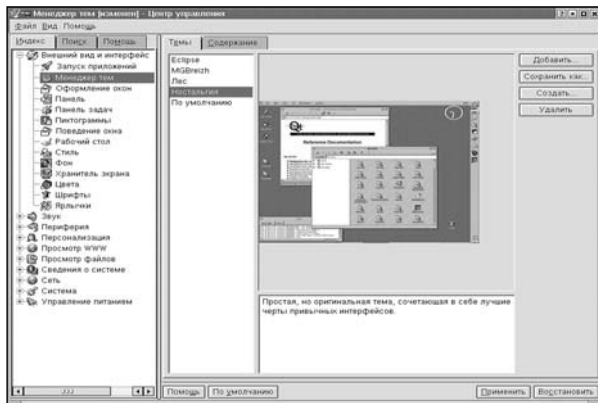 Менеджер тем [изменен] - Центр управления
Файл Вид Помощь
Индекс Поиск Помощь
Внешний вид и интерфейс
Запуск приложений
Менеджер тем
Оформление окон
Панель
Панель задач
Пиктограммы
Поведение окна
Рабочий стол
Стиль
Фон
Хранитель экрана
Цвета
Шрифты
Ярлычки
Звук
Периферия
Персонализация
Просмотр WWW
Просмотр файлов
Сведения о системе
Сеть
Система
Управление питанием
Темы Содержание
Eclipse
MGBreizh
Лес
Ностальгия
По умолчанию
Qt
Reference Documentation
Добавить...
Сохранить как...
Создать...
Удалить
Простая, но оригинальная тема, сочетающая в себе лучшие
черты привычных интерфейсов.
Помощь По умолчанию Применить Восстановить